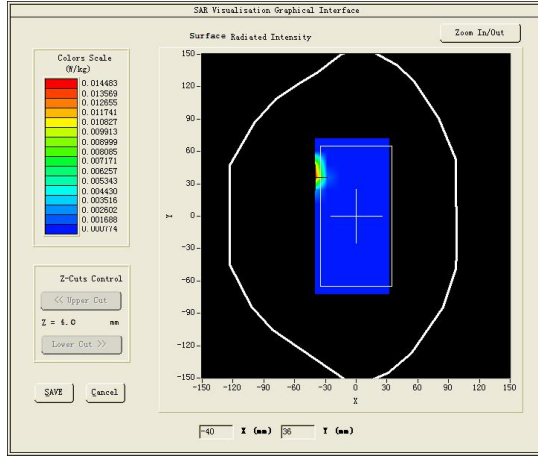 SAR Visualisation Graphical Interface
Surface Radiated Intensity
Zoom In/Out
Colors Scale
(W/kg)
0.014483
0.013569
0.012655
0.011741
0.010827
0.009913
0.008999
0.008085
0.007171
0.006257
0.005343
0.004430
0.003516
0.002602
0.001688
0.000774
Z-Cuts Control
<< Upper Cut
Z = 4.0 mm
Lower Cut >>
SAVE
Cancel
150
120
90
60
30
0
-30
-60
-90
-120
-150
Y
-150 -120 -90 -60 -30 0 30 60 90 120 150
X
-40 X (mm) 36 Y (mm)